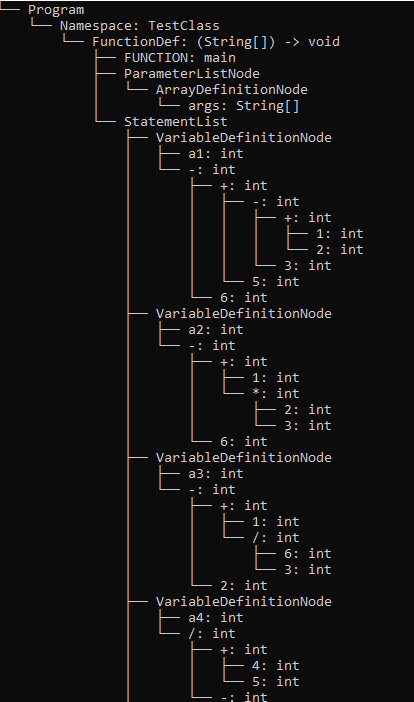 └── Program
    └── Namespace: TestClass
        └── FunctionDef: (String[]) -> void
            ├── FUNCTION: main
            ├── ParameterListNode
            │   └── ArrayDefinitionNode
            │       └── args: String[]
            └── StatementList
                ├── VariableDefinitionNode
                │   ├── a1: int
                │   └── -: int
                │       ├── +: int
                │       │   ├── -: int
                │       │   │   ├── +: int
                │       │   │   │   ├── 1: int
                │       │   │   │   └── 2: int
                │       │   │   └── 3: int
                │       │   └── 5: int
                │       └── 6: int
                ├── VariableDefinitionNode
                │   ├── a2: int
                │   └── -: int
                │       ├── +: int
                │       │   ├── 1: int
                │       │   └── *: int
                │       │       ├── 2: int
                │       │       └── 3: int
                │       └── 6: int
                ├── VariableDefinitionNode
                │   ├── a3: int
                │   └── -: int
                │       ├── +: int
                │       │   ├── 1: int
                │       │   └── /: int
                │       │       ├── 6: int
                │       │       └── 3: int
                │       └── 2: int
                ├── VariableDefinitionNode
                │   ├── a4: int
                │   └── /: int
                │       ├── +: int
                │       │   ├── 4: int
                │       │   └── 5: int
                │       └── -: int